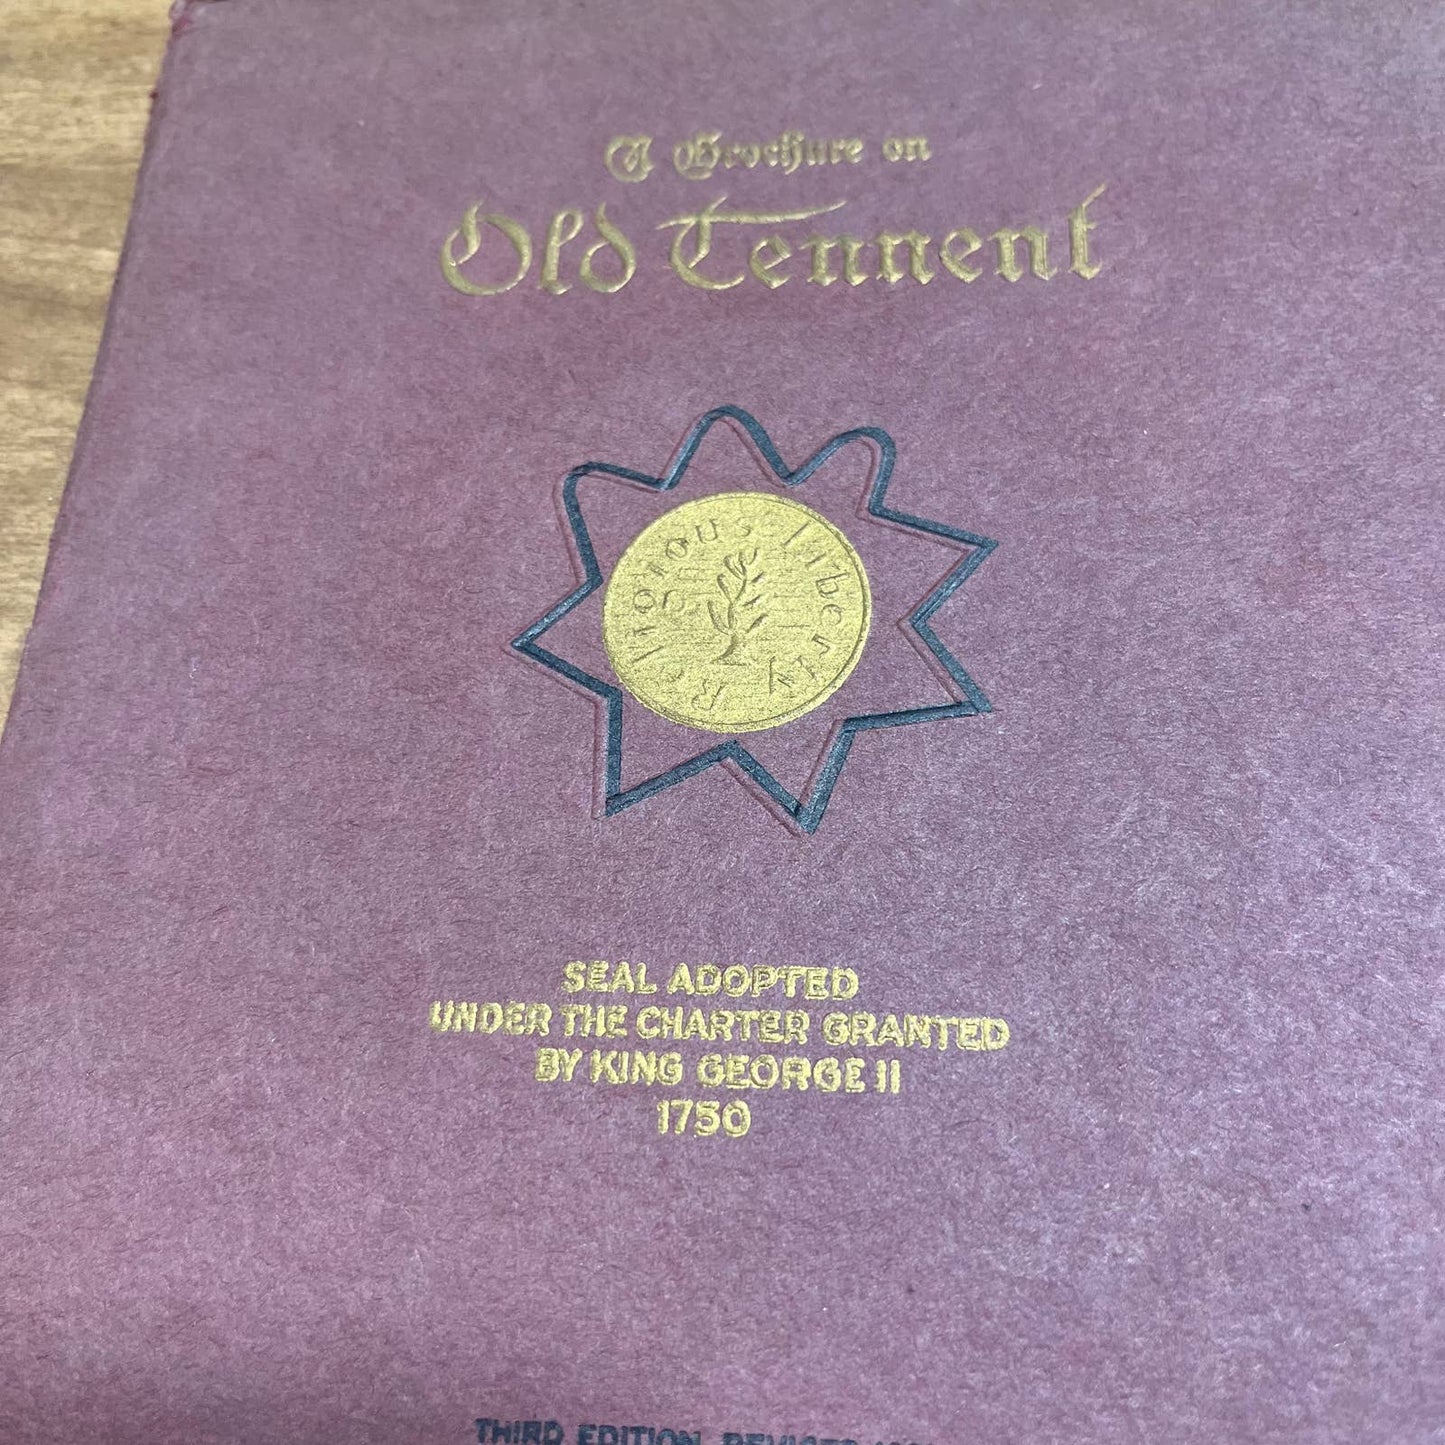 A Brochure on
Old Tennent
Religious Liberty
SEAL ADOPTED
UNDER THE CHARTER GRANTED
BY KING GEORGE II
1750
THIRD EDITION, REVISED